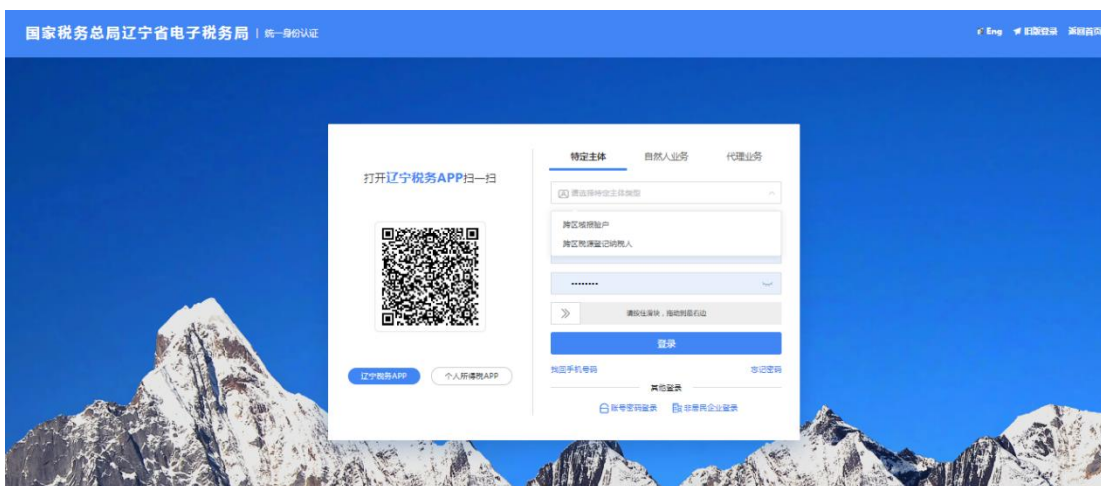 国家税务总局辽宁省电子税务局 | 统一身份认证
Eng 旧版登录 返回首页
打开辽宁税务APP扫一扫
辽宁税务APP 个人所得税APP
特定主体 自然人业务 代理业务
请选择特定主体类型
跨区域报验户
跨区税源登记纳税人
••••••••
请按住滑块，拖动到最右边
登录
找回手机号码 忘记密码
其他登录
账号密码登录 非居民企业登录